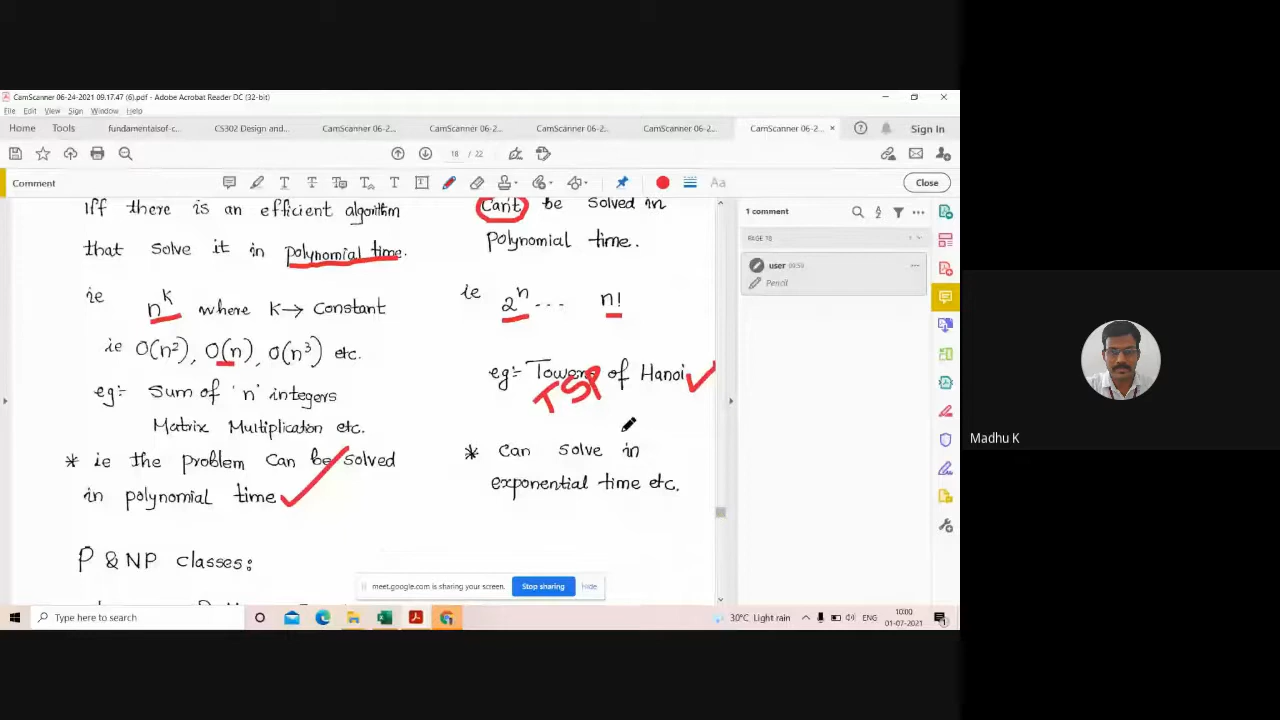 CamScanner 06-24-2021 09.17.47 (6).pdf - Adobe Acrobat Reader DC (32-bit)
File Edit View Sign Window Help
Home Tools fundamentalsof-c... CS302 Design and... CamScanner 06-2... CamScanner 06-2... CamScanner 06-2... CamScanner 06-2... CamScanner 06-2... × Sign In
18 / 22
Comment Aa Close
Iff there is an efficient algorithm
that solve it in polynomial time.
ie n^k where K→ Constant
ie O(n²), O(n), O(n³) etc.
eg:- Sum of 'n' integers
Matrix Multiplication etc.
* ie the problem can be solved
in polynomial time
P & NP classes:
Can't be solved in
polynomial time.
ie 2^n ... n!
eg:- Towers of Hanoi
TSP
* Can solve in
exponential time etc.
1 comment
PAGE 18
user 09:59
Pencil
meet.google.com is sharing your screen. Stop sharing Hide
Madhu K
Type here to search
30°C Light rain ENG 10:00
01-07-2021